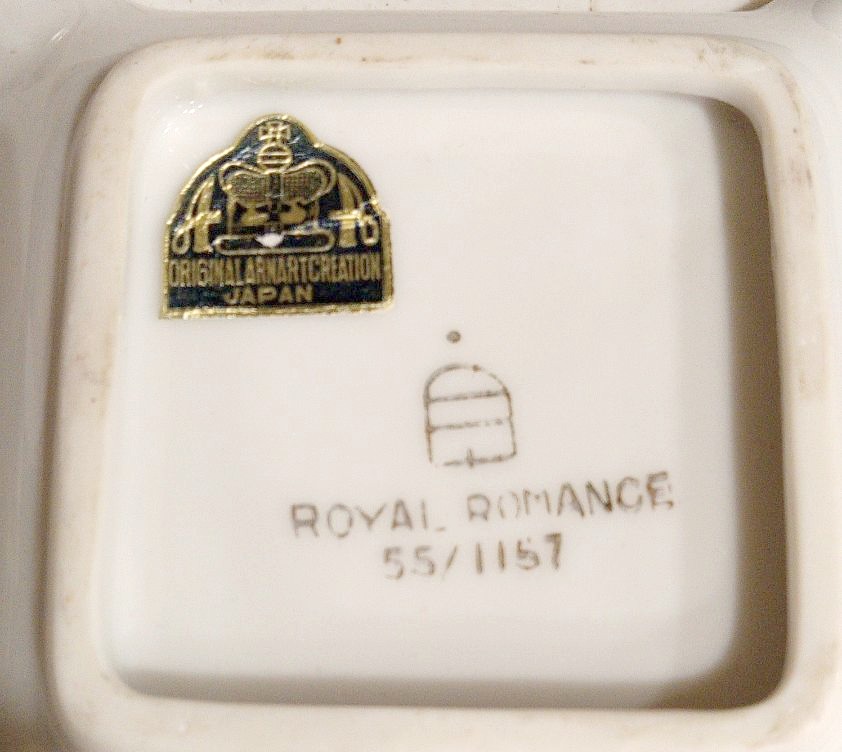 ORIGINAL ARNART CREATION
JAPAN
ROYAL ROMANCE
55/1157